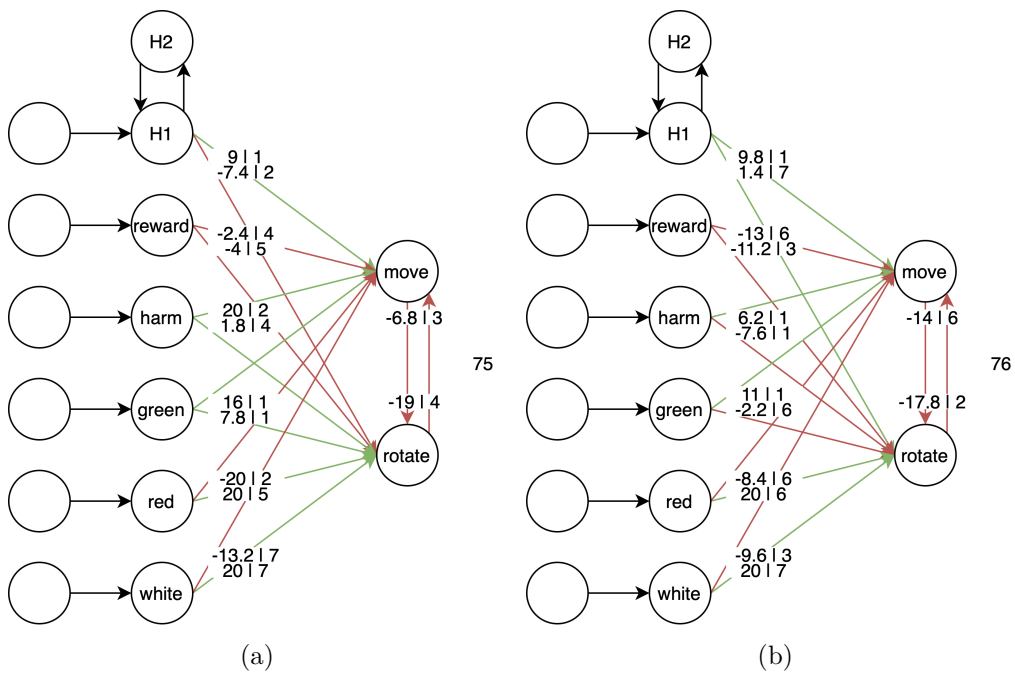 H2
H1
9 | 1
-7.4 | 2
reward
-2.4 | 4
-4 | 5
move
harm
20 | 2
1.8 | 4
-6.8 | 3
75
green
16 | 1
7.8 | 1
-19 | 4
rotate
red
-20 | 2
20 | 5
white
-13.2 | 7
20 | 7
(a)
H2
H1
9.8 | 1
1.4 | 7
reward
-13 | 6
-11.2 | 3
move
harm
6.2 | 1
-7.6 | 1
-14 | 6
76
green
11 | 1
-2.2 | 6
-17.8 | 2
rotate
red
-8.4 | 6
20 | 6
white
-9.6 | 3
20 | 7
(b)